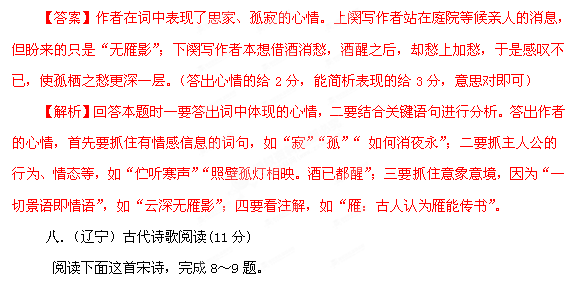 【答案】作者在词中表现了思家、孤寂的心情。上阕写作者站在庭院等候亲人的消息，
但盼来的只是“无雁影”；下阕写作者本想借酒消愁，酒醒之后，却愁上加愁，于是感叹不
已，使孤栖之愁更深一层。（答出心情的给 2 分，能简析表现的给 3 分，意思对即可）
【解析】回答本题时一要答出词中体现的心情，二要结合关键语句进行分析。答出作者
的心情，首先要抓住有情感信息的词句，如“寂”“孤”“ 如何消夜永”；二要抓主人公的
行为、情态等，如“伫听寒声”“照壁孤灯相映。酒已都醒”；三要抓住意象意境，因为“一
切景语即情语”，如“云深无雁影”；四要看注解，如“雁：古人认为雁能传书”。
八．（辽宁）古代诗歌阅读(11 分)
阅读下面这首宋诗，完成 8～9 题。